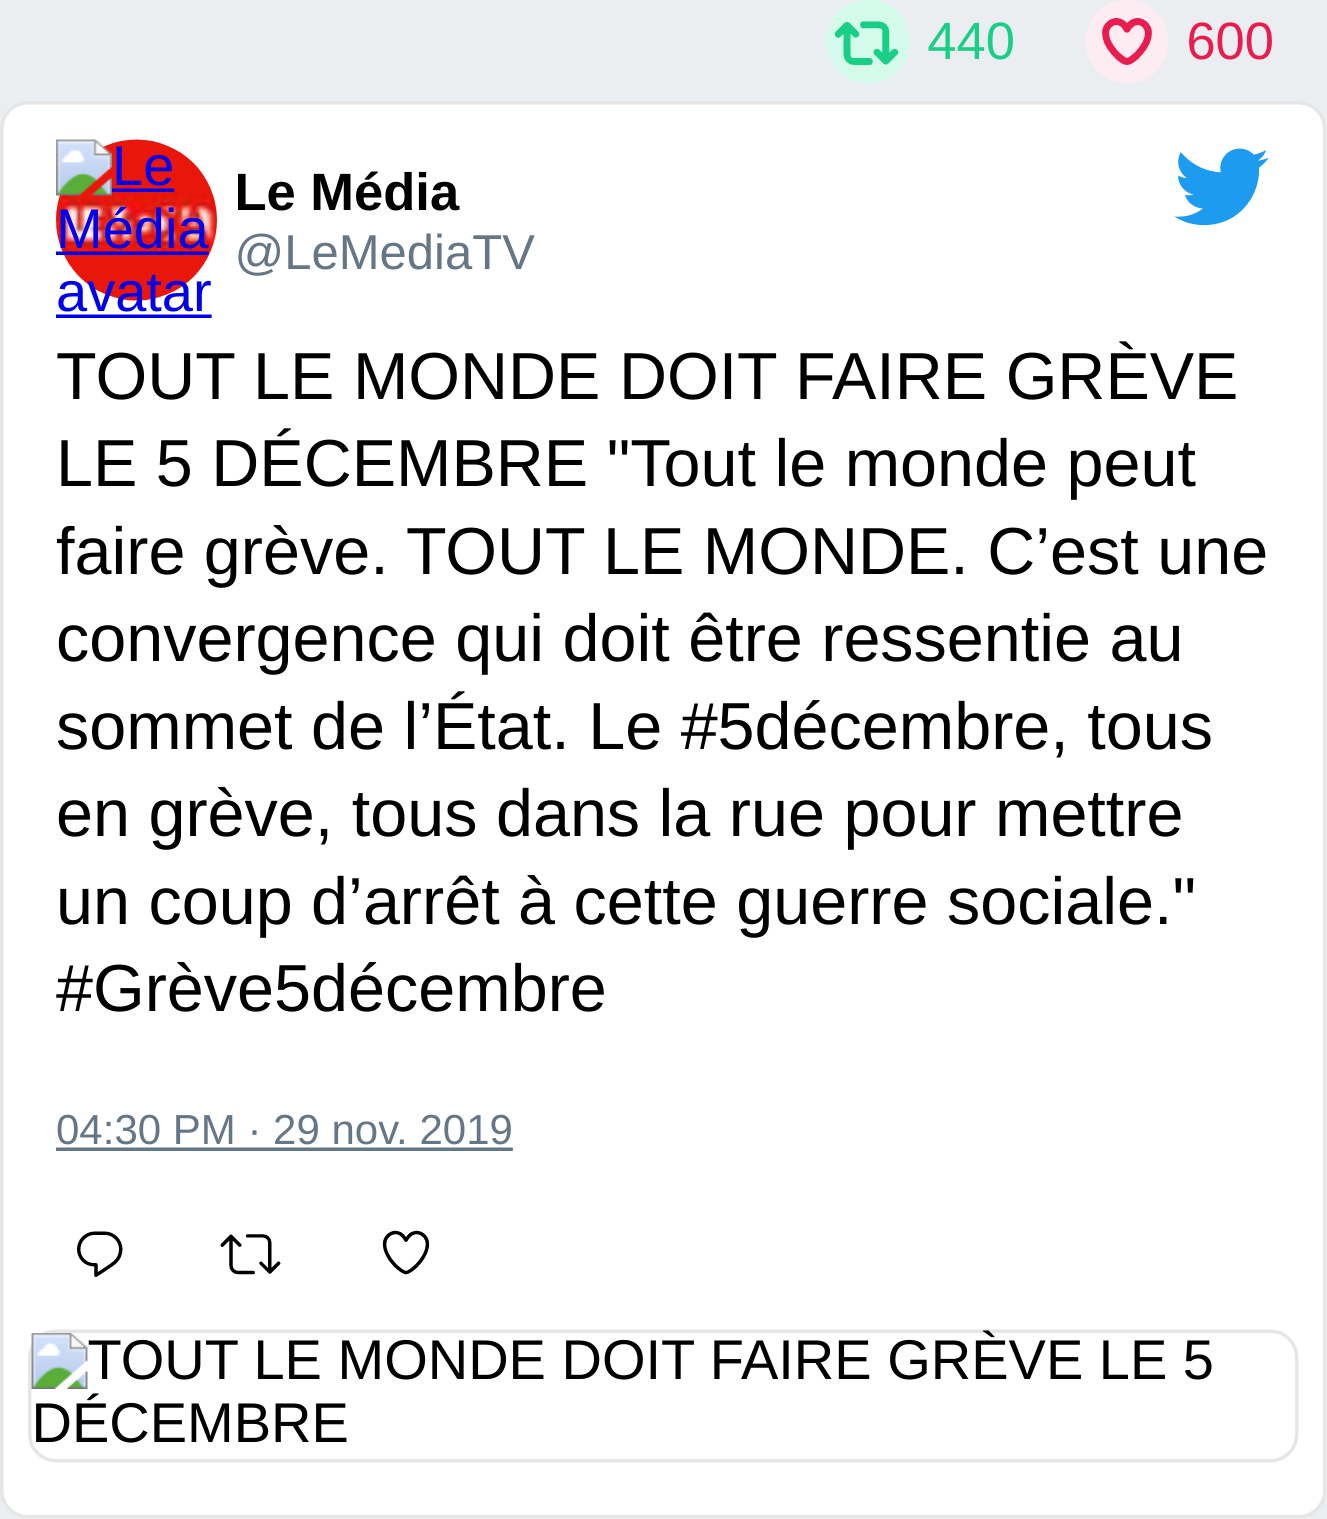 440 600
Le
Média
avatar
Le Média
@LeMediaTV
TOUT LE MONDE DOIT FAIRE GRÈVE
LE 5 DÉCEMBRE "Tout le monde peut
faire grève. TOUT LE MONDE. C’est une
convergence qui doit être ressentie au
sommet de l’État. Le #5décembre, tous
en grève, tous dans la rue pour mettre
un coup d’arrêt à cette guerre sociale."
#Grève5décembre
04:30 PM · 29 nov. 2019
TOUT LE MONDE DOIT FAIRE GRÈVE LE 5
DÉCEMBRE